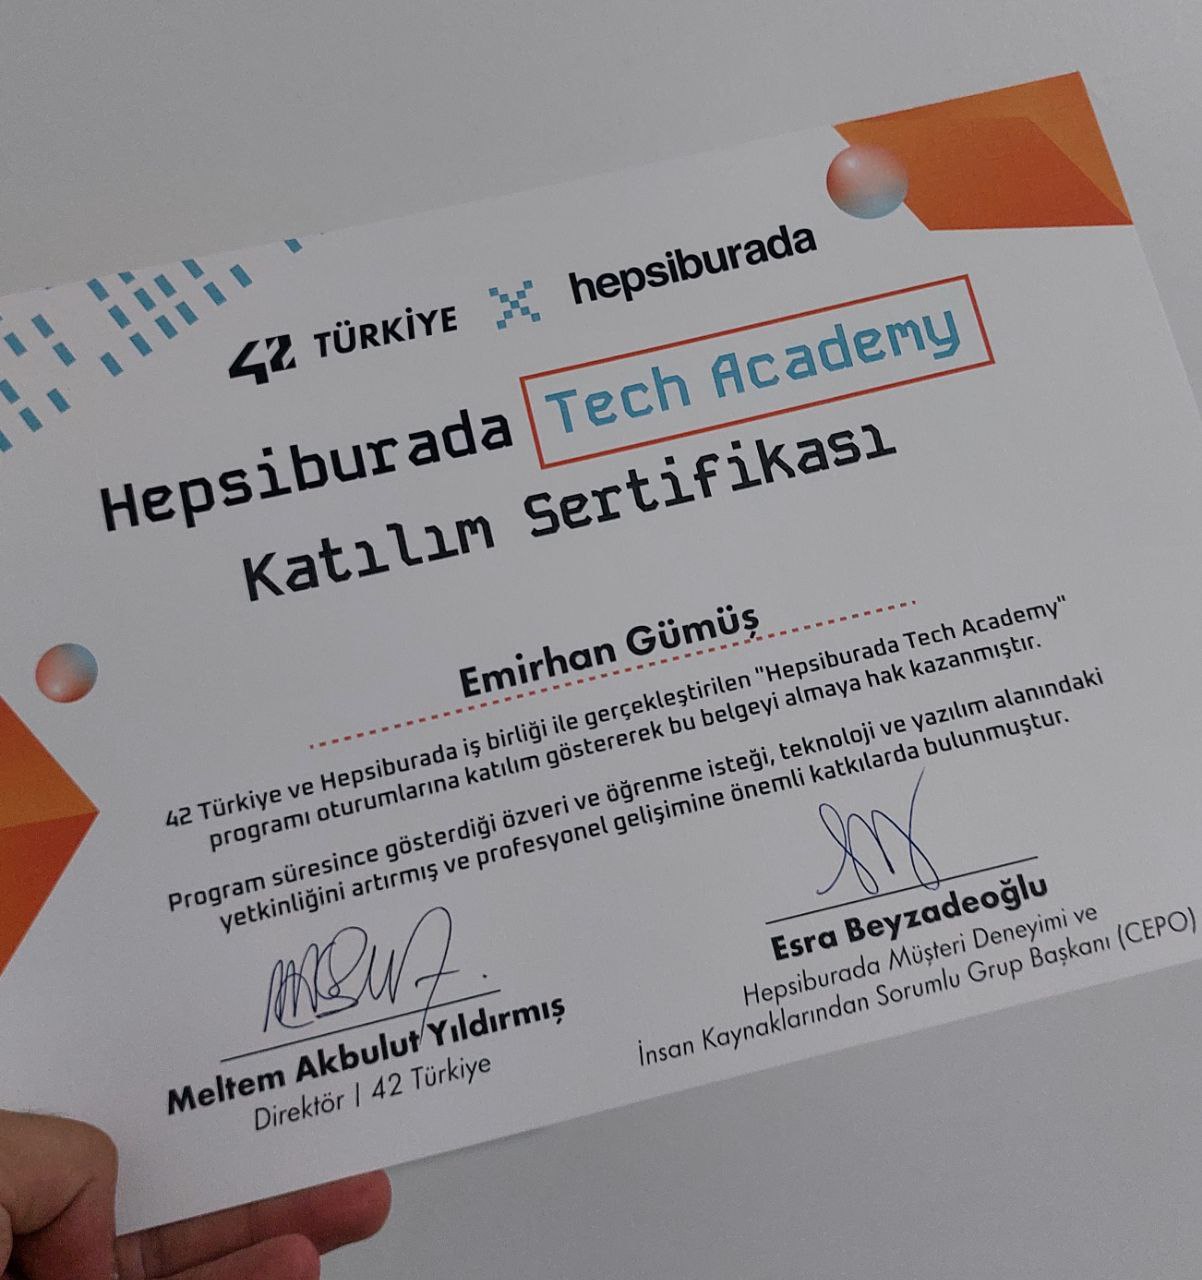 42 TÜRKİYE hepsiburada
Hepsiburada Tech Academy
Katılım Sertifikası
Emirhan Gümüş
42 Türkiye ve Hepsiburada iş birliği ile gerçekleştirilen "Hepsiburada Tech Academy"
programı oturumlarına katılım göstererek bu belgeyi almaya hak kazanmıştır.
Program süresince gösterdiği özveri ve öğrenme isteği, teknoloji ve yazılım alanındaki
yetkinliğini artırmış ve profesyonel gelişimine önemli katkılarda bulunmuştur.
Meltem Akbulut Yıldırmış
Direktör | 42 Türkiye
Esra Beyzadeoğlu
Hepsiburada Müşteri Deneyimi ve
İnsan Kaynaklarından Sorumlu Grup Başkanı (CEPO)